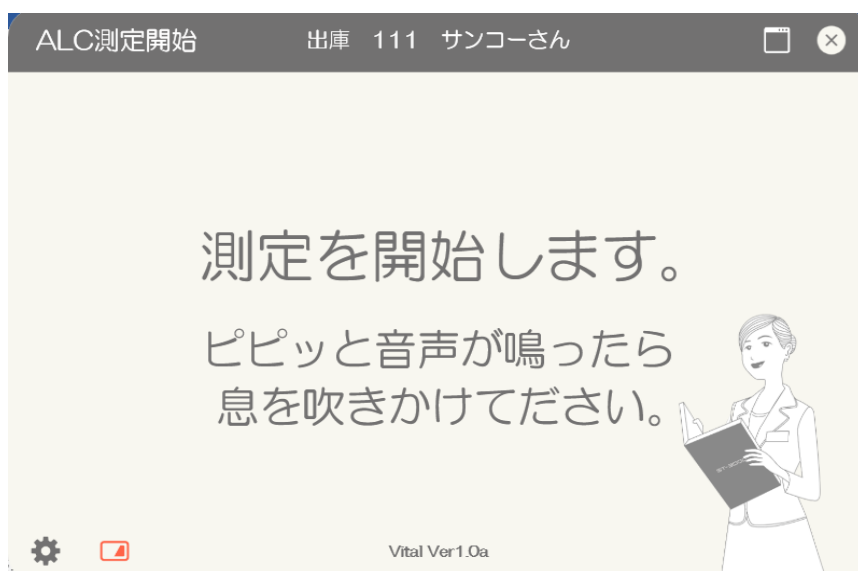 ALC測定開始
出庫 111 サンコーさん
測定を開始します。
ピピッと音声が鳴ったら
息を吹きかけてださい。
Vital Ver1.0a